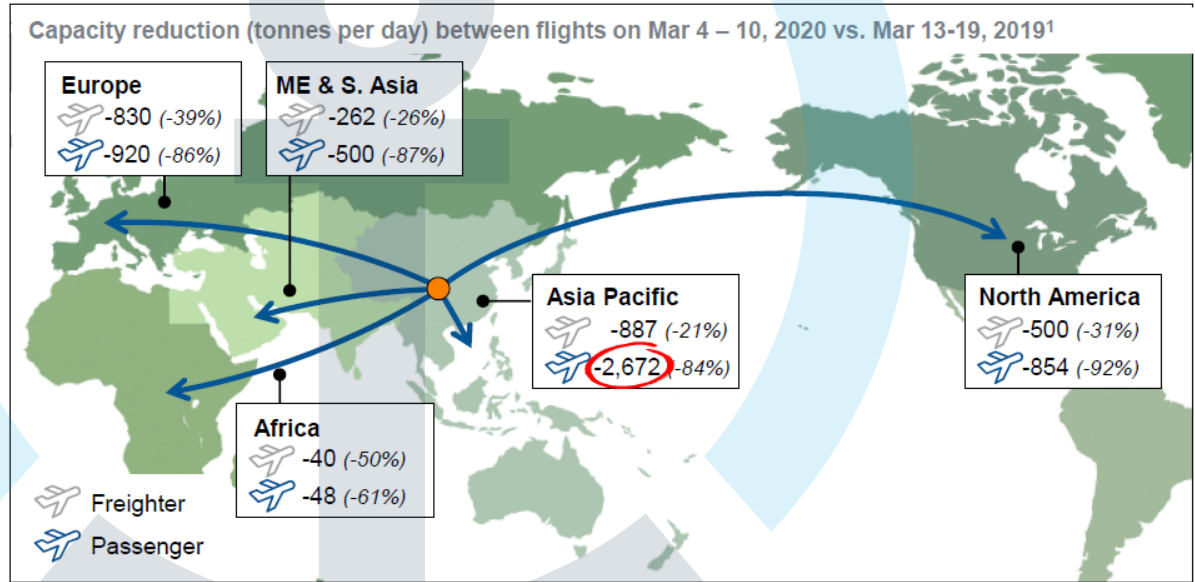 Capacity reduction (tonnes per day) between flights on Mar 4 – 10, 2020 vs. Mar 13-19, 2019¹
Europe
-830 (-39%)
-920 (-86%)
ME & S. Asia
-262 (-26%)
-500 (-87%)
Asia Pacific
-887 (-21%)
-2,672 (-84%)
North America
-500 (-31%)
-854 (-92%)
Africa
-40 (-50%)
-48 (-61%)
Freighter
Passenger